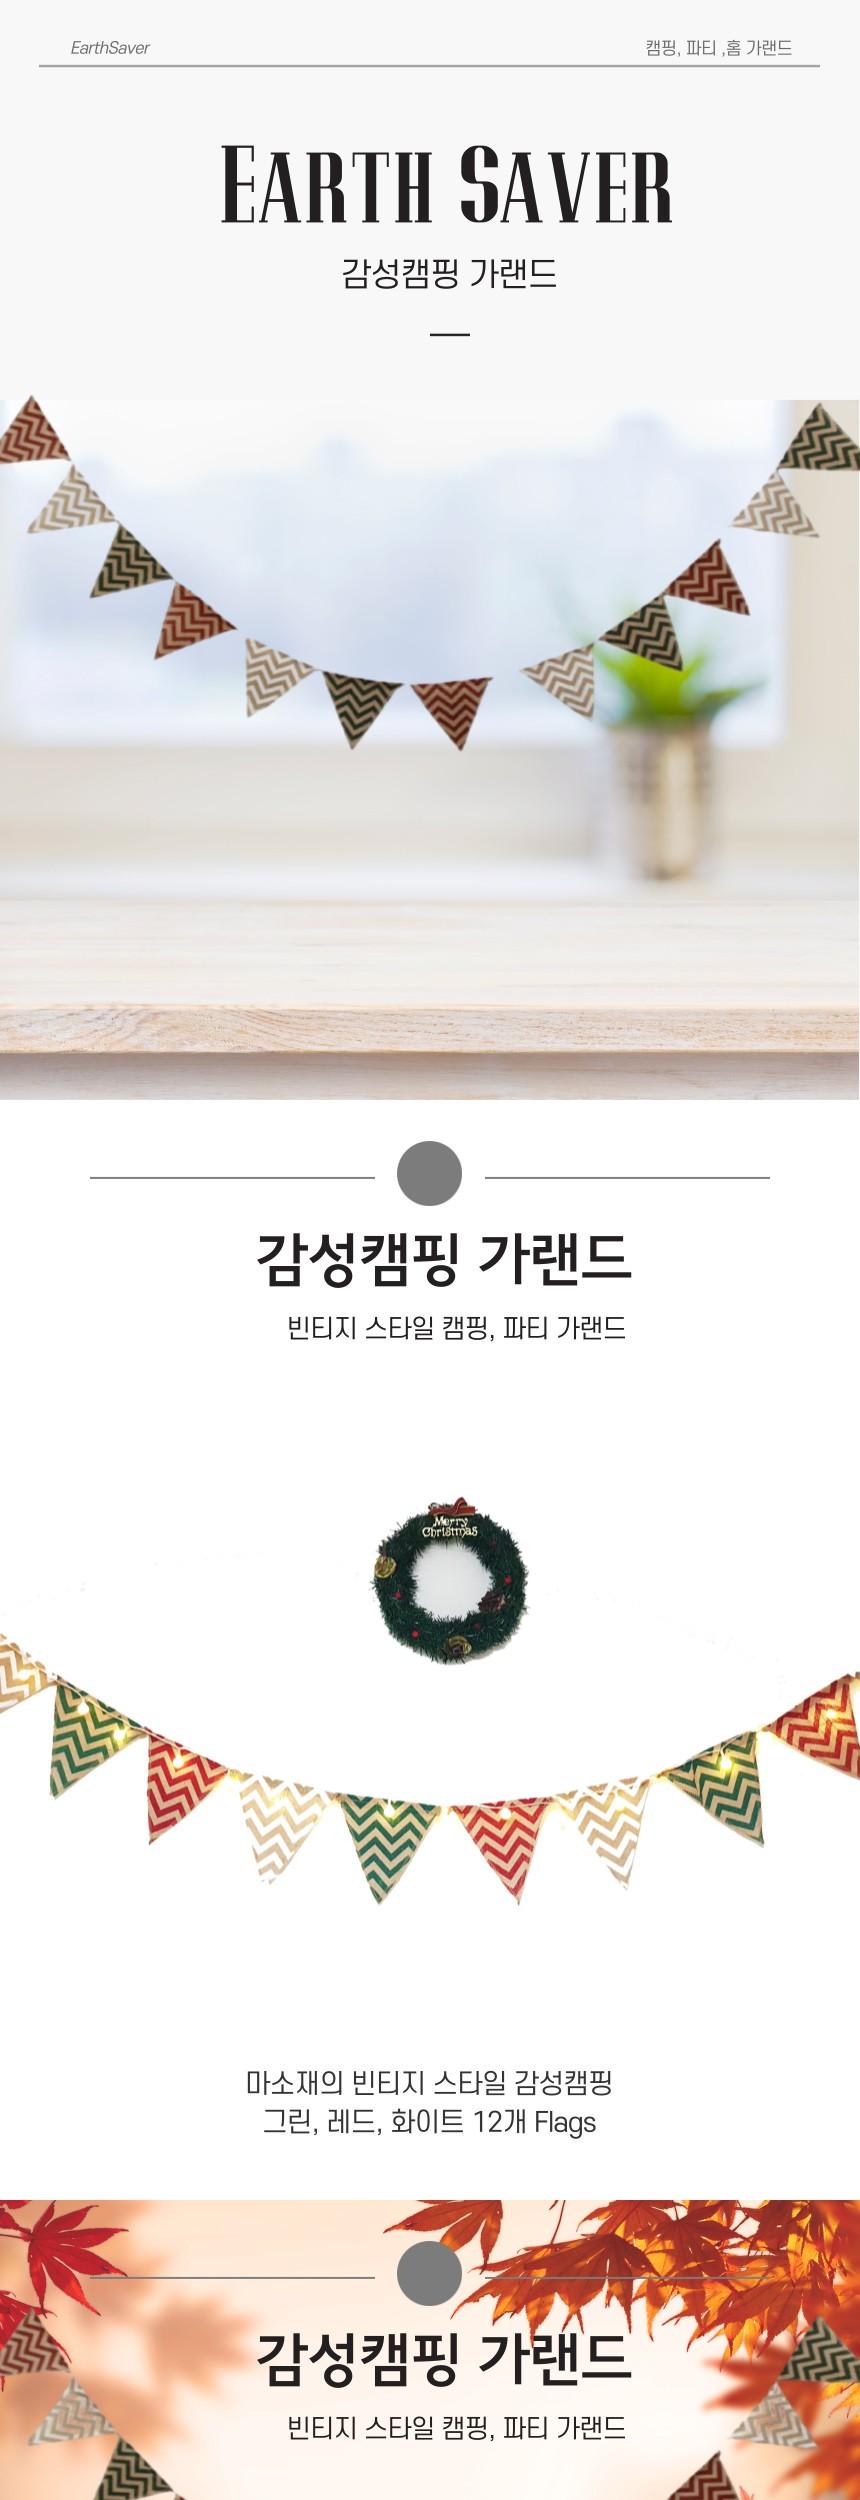 EarthSaver
캠핑, 파티 ,홈 가랜드
EARTH SAVER
감성캠핑 가랜드
감성캠핑 가랜드
빈티지 스타일 캠핑, 파티 가랜드
Merry
Christmas
마소재의 빈티지 스타일 감성캠핑
그린, 레드, 화이트 12개 Flags
감성캠핑 가랜드
빈티지 스타일 캠핑, 파티 가랜드